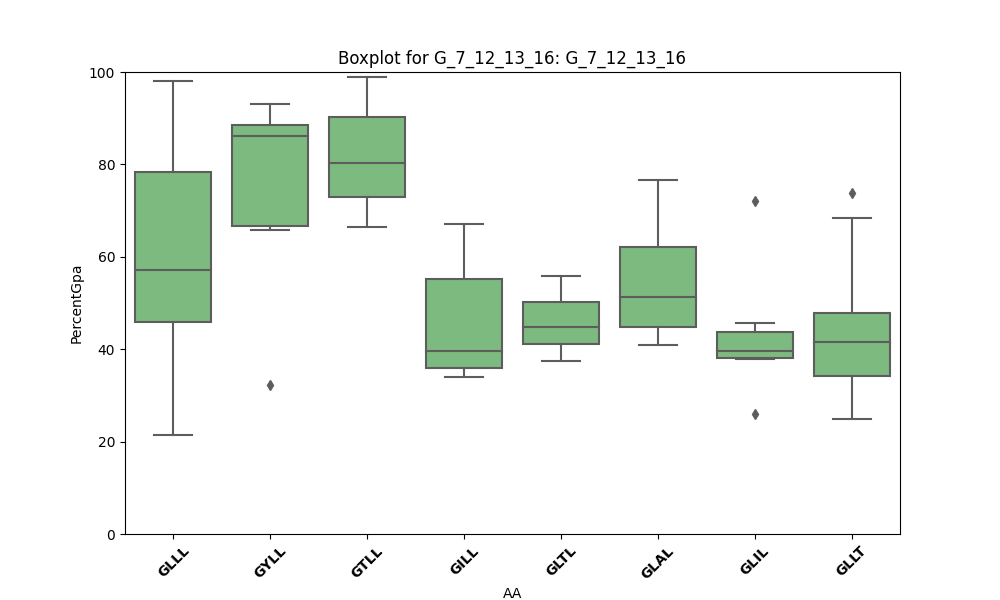 Boxplot for G_7_12_13_16: G_7_12_13_16
100
80
60
40
20
0
PercentGpa
GLLL
GYLL
GTLL
GILL
GLTL
GLAL
GLIL
GLLT
AA